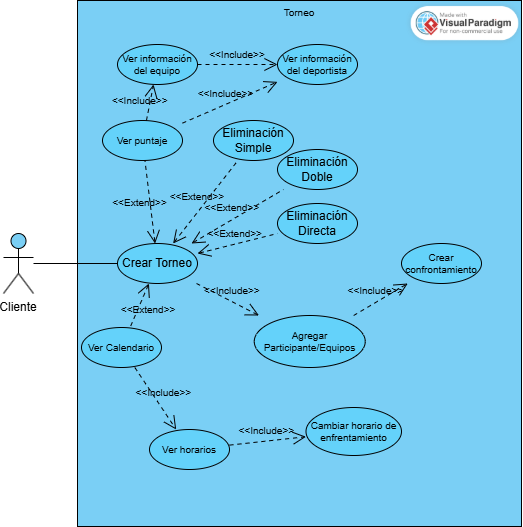 Torneo
Made with
Visual Paradigm
For non-commercial use
Ver información
del equipo
<<Include>>
Ver información
del deportista
<<Include>>
<<Include>>
Ver puntaje
Eliminación
Simple
Eliminación
Doble
<<Extend>>
<<Extend>>
<<Extend>>
Eliminación
Directa
<<Extend>>
Crear Torneo
Crear
confrontamiento
Cliente
<<Include>>
<<Include>>
<<Extend>>
Agregar
Participante/Equipos
Ver Calendario
<<Include>>
Cambiar horario de
enfrentamiento
<<Include>>
Ver horarios